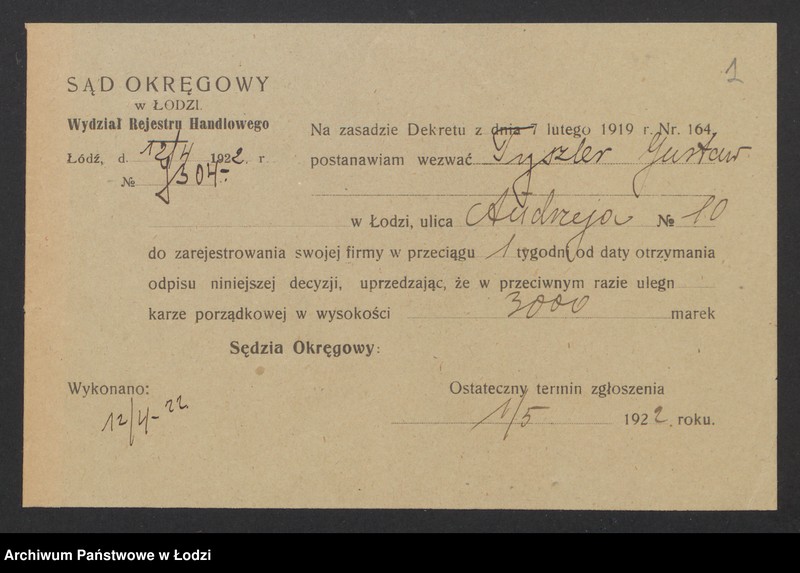 1
SĄD OKRĘGOWY
w ŁODZI.
Wydział Rejestru Handlowego
Łódź, d. 12/4 1922. r
№ 9304.-
Na zasadzie Dekretu z dnia 7 lutego 1919 r. Nr. 164,
postanawiam wezwać Tyszler Gustaw
w Łodzi, ulica Andrzeja № 10
do zarejestrowania swojej firmy w przeciągu 1 tygodni od daty otrzymania
odpisu niniejszej decyzji, uprzedzając, że w przeciwnym razie ulegn
karze porządkowej w wysokości 3000 marek
Sędzia Okręgowy:
Wykonano:
12/4-22
Ostateczny termin zgłoszenia
1/5 1922. roku.
Archiwum Państwowe w Łodzi